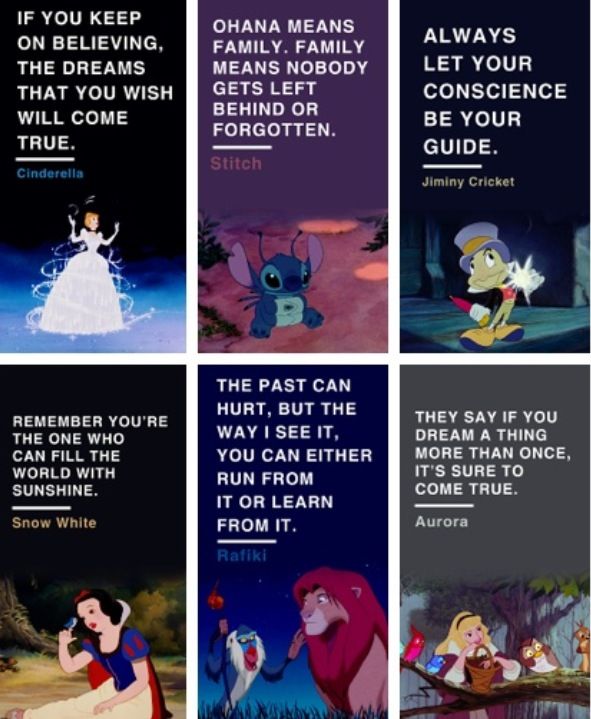 IF YOU KEEP
ON BELIEVING,
THE DREAMS
THAT YOU WISH
WILL COME
TRUE.
Cinderella
OHANA MEANS
FAMILY. FAMILY
MEANS NOBODY
GETS LEFT
BEHIND OR
FORGOTTEN.
Stitch
ALWAYS
LET YOUR
CONSCIENCE
BE YOUR
GUIDE.
Jiminy Cricket
REMEMBER YOU'RE
THE ONE WHO
CAN FILL THE
WORLD WITH
SUNSHINE.
Snow White
THE PAST CAN
HURT, BUT THE
WAY I SEE IT,
YOU CAN EITHER
RUN FROM
IT OR LEARN
FROM IT.
Rafiki
THEY SAY IF YOU
DREAM A THING
MORE THAN ONCE,
IT'S SURE TO
COME TRUE.
Aurora